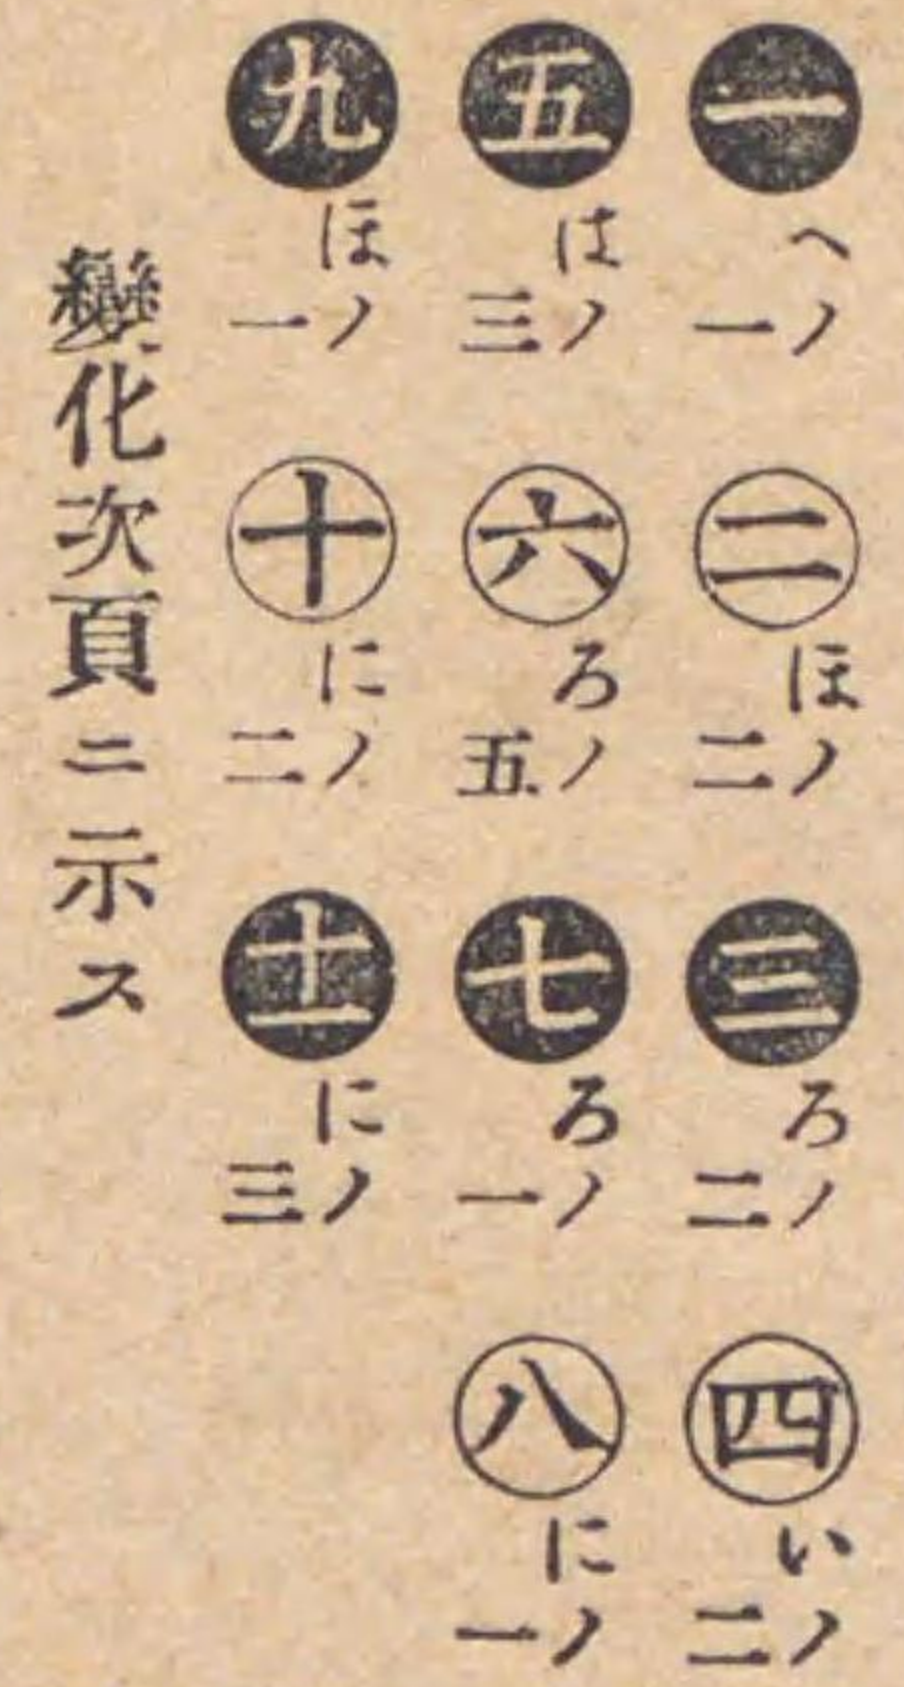 一 へノ一 二 ほノ二 三 ろノ二 四 いノ二
五 はノ三 六 ろノ五 七 ろノ一 八 にノ一
九 ほノ一 十 にノ二 十一 にノ三
變化次頁ニ示ス